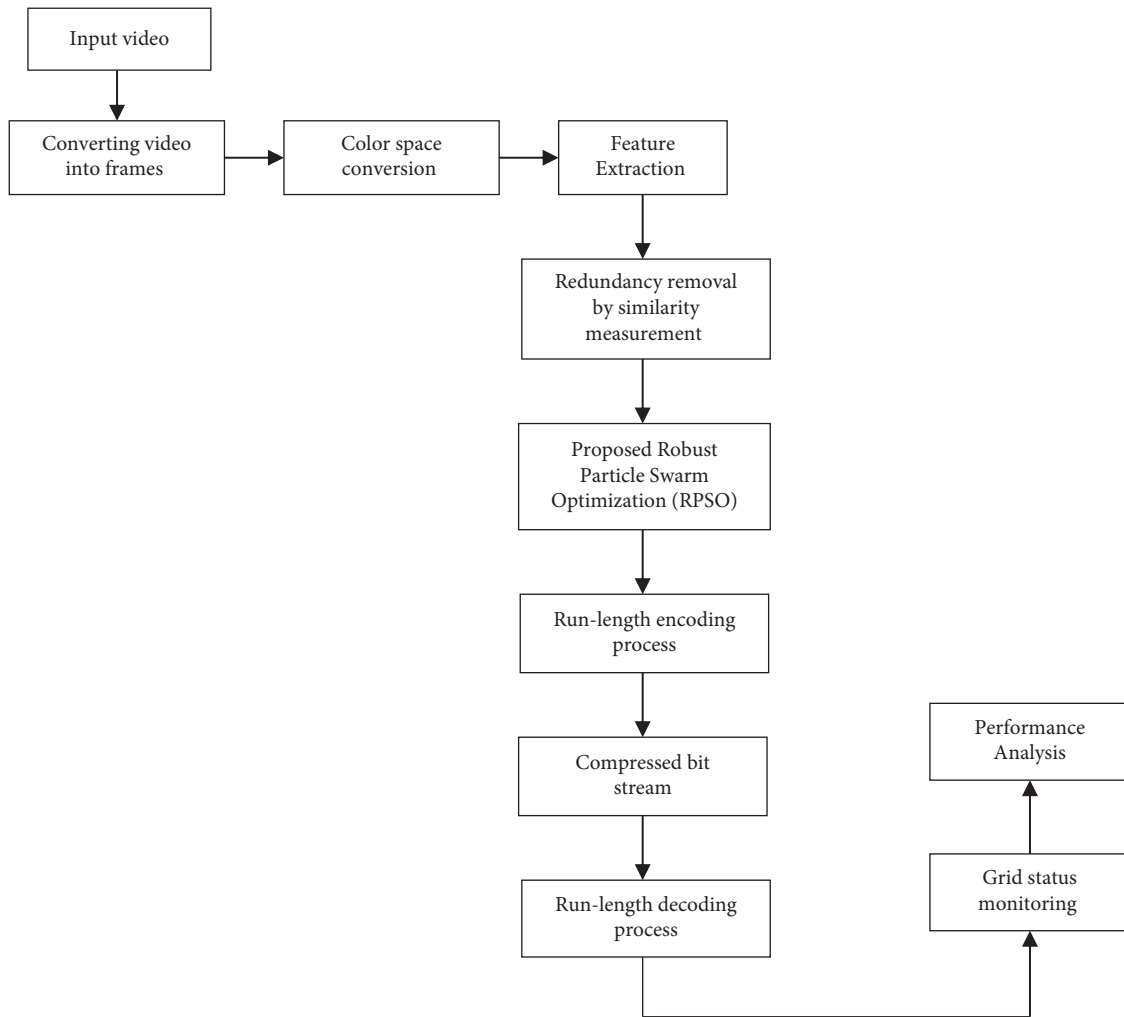 Input video
Converting video
into frames
Color space
conversion
Feature
Extraction
Redundancy removal
by similarity
measurement
Proposed Robust
Particle Swarm
Optimization (RPSO)
Run-length encoding
process
Compressed bit
stream
Run-length decoding
process
Grid status
monitoring
Performance
Analysis